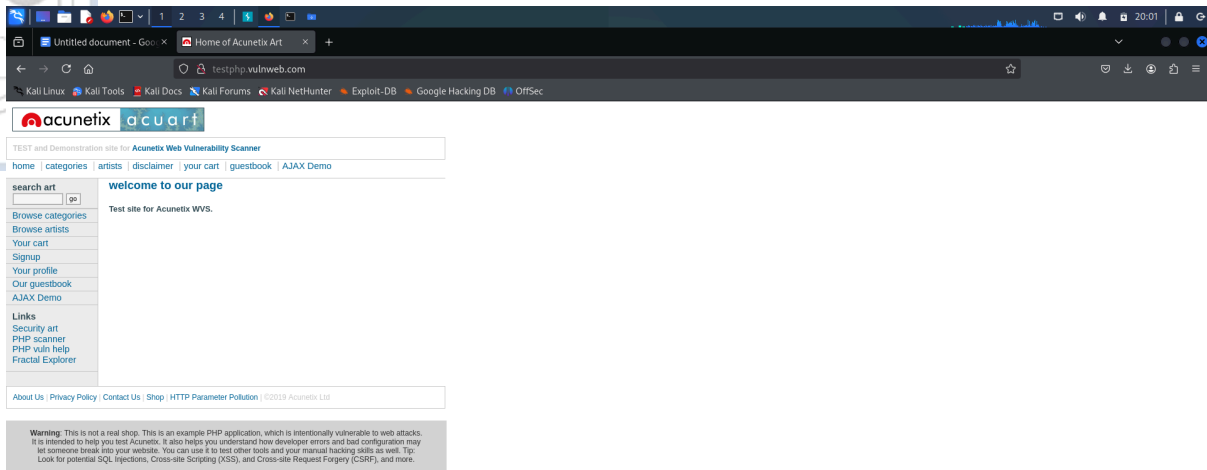 1 2 3 4 20:01
Untitled document - Goo × Home of Acunetix Art × +
testphp.vulnweb.com
Kali Linux Kali Tools Kali Docs Kali Forums Kali NetHunter Exploit-DB Google Hacking DB OffSec
acunetix acuart
TEST and Demonstration site for Acunetix Web Vulnerability Scanner
home | categories | artists | disclaimer | your cart | guestbook | AJAX Demo
search art
go
Browse categories
Browse artists
Your cart
Signup
Your profile
Our guestbook
AJAX Demo
Links
Security art
PHP scanner
PHP vuln help
Fractal Explorer
welcome to our page
Test site for Acunetix WVS.
About Us | Privacy Policy | Contact Us | Shop | HTTP Parameter Pollution | ©2019 Acunetix Ltd
Warning: This is not a real shop. This is an example PHP application, which is intentionally vulnerable to web attacks.
It is intended to help you test Acunetix. It also helps you understand how developer errors and bad configuration may
let someone break into your website. You can use it to test other tools and your manual hacking skills as well. Tip:
Look for potential SQL Injections, Cross-site Scripting (XSS), and Cross-site Request Forgery (CSRF), and more.